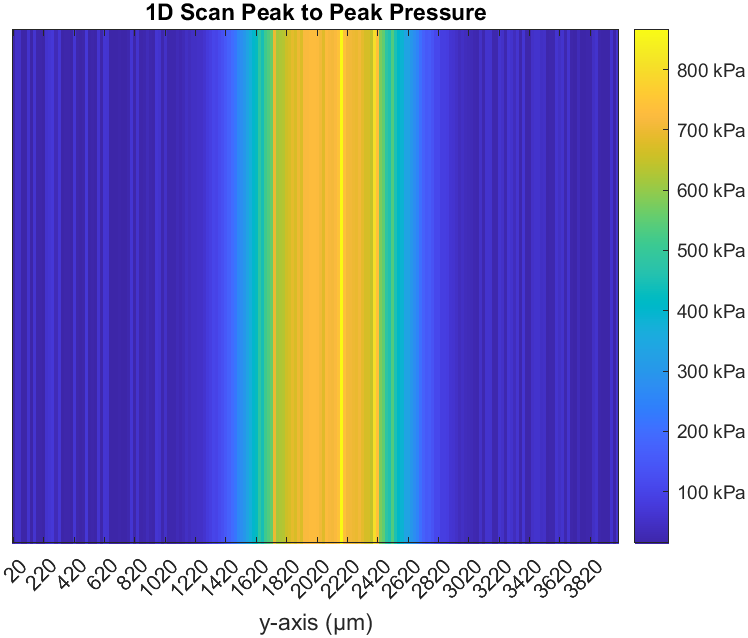 1D Scan Peak to Peak Pressure
800 kPa
700 kPa
600 kPa
500 kPa
400 kPa
300 kPa
200 kPa
100 kPa
20 220 420 620 820 1020 1220 1420 1620 1820 2020 2220 2420 2620 2820 3020 3220 3420 3620 3820
y-axis (μm)